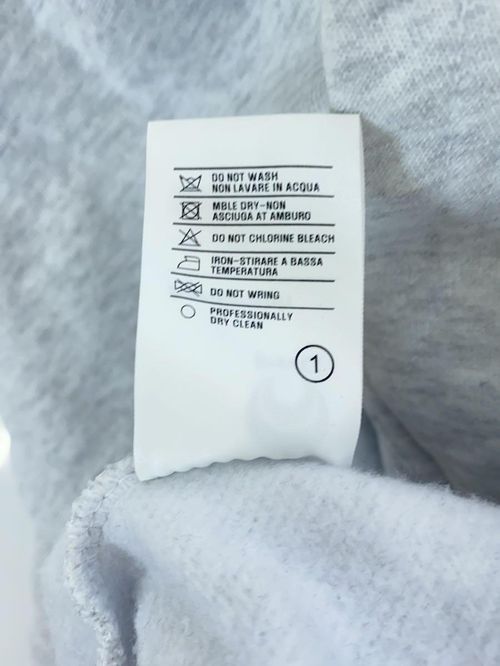 DO NOT WASH
NON LAVARE IN ACQUA
MBLE DRY-NON
ASCIUGA AT AMBURO
DO NOT CHLORINE BLEACH
IRON-STIRARE A BASSA
TEMPERATURA
DO NOT WRING
PROFESSIONALLY
DRY CLEAN
1